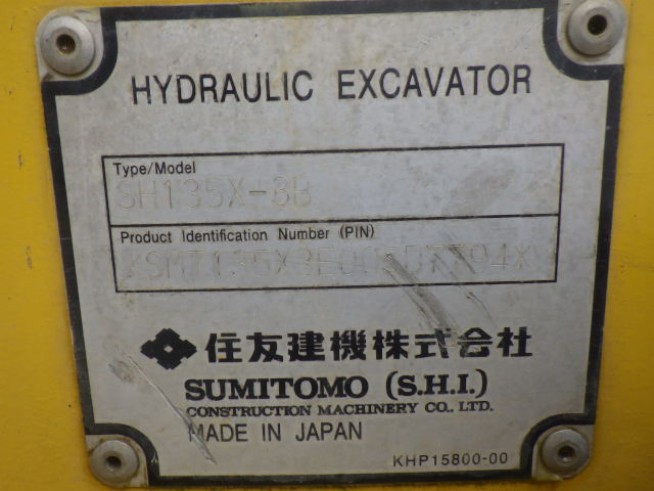 HYDRAULIC EXCAVATOR
Type/Model
SH135X-3B
Product Identification Number (PIN)
住友建機株式会社
SUMITOMO (S.H.I.)
CONSTRUCTION MACHINERY CO., LTD.
MADE IN JAPAN
KHP15800-00